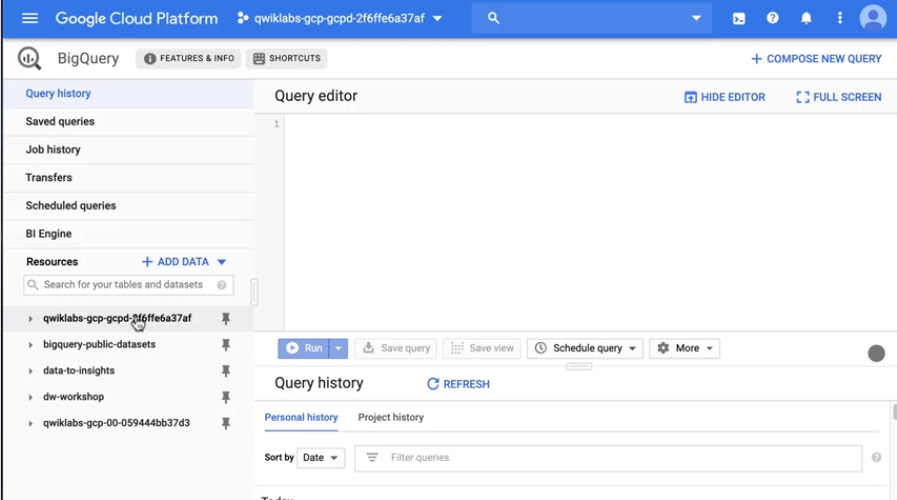 Google Cloud Platform qwiklabs-gcp-gcpd-2f6ffe6a37af
BigQuery FEATURES & INFO SHORTCUTS + COMPOSE NEW QUERY
Query history
Saved queries
Job history
Transfers
Scheduled queries
BI Engine
Resources + ADD DATA
Search for your tables and datasets
qwiklabs-gcp-gcpd-2f6ffe6a37af
bigquery-public-datasets
data-to-insights
dw-workshop
qwiklabs-gcp-00-059444bb37d3
Query editor HIDE EDITOR FULL SCREEN
1
Run Save query Save view Schedule query More
Query history REFRESH
Personal history Project history
Sort by Date Filter queries
Today